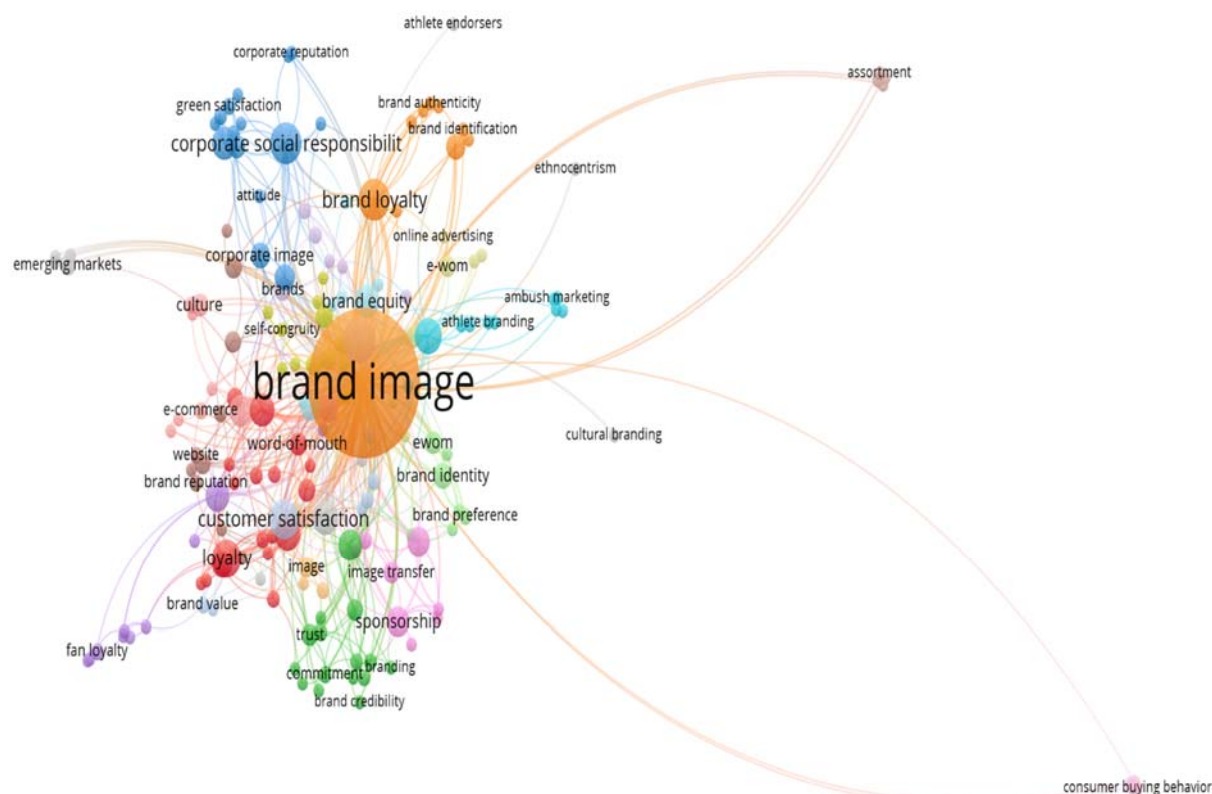 athlete endorsers
corporate reputation
assortment
green satisfaction
brand authenticity
brand identification
corporate social responsibilit
ethnocentrism
attitude
brand loyalty
online advertising
corporate image
e-wom
emerging markets
brands
brand equity
ambush marketing
culture
self-congruity
athlete branding
brand image
e-commerce
cultural branding
word-of-mouth
ewom
website
brand identity
brand reputation
customer satisfaction
brand preference
loyalty
image
image transfer
brand value
sponsorship
trust
fan loyalty
commitment
branding
brand credibility
consumer buying behavior